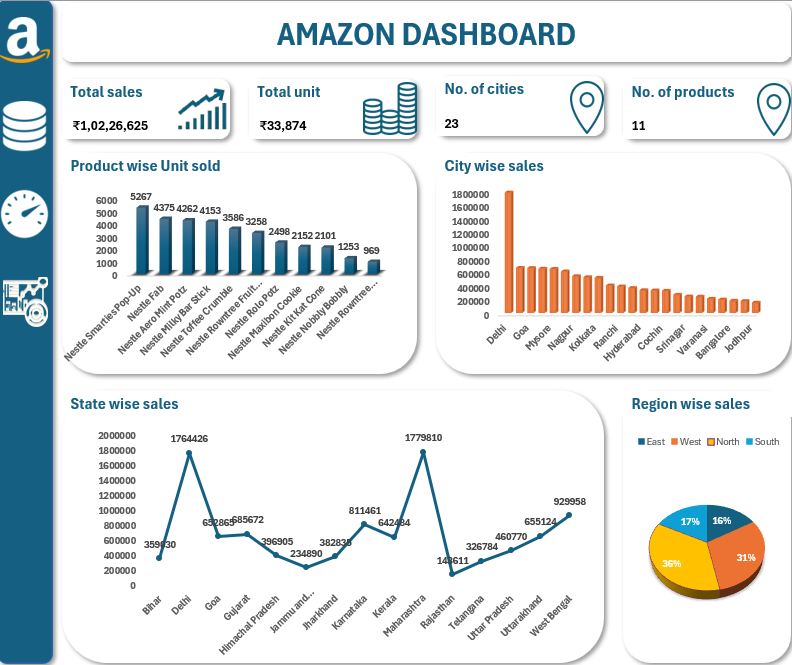 a
AMAZON DASHBOARD
Total sales
₹1,02,26,625
Total unit
₹33,874
No. of cities
23
No. of products
11
Product wise Unit sold
6000
5000
4000
3000
2000
1000
0
5267
4375
4262
4153
3586
3258
2498
2152
2101
1253
969
Nestle Smarties Pop-Up
Nestle Fab
Nestle Aero Mint Potz
Nestle Milky Bar Stick
Nestle Toffee Crumble
Nestle Rowntree Fruit...
Nestle Rolo Potz
Nestle Maxibon Cookie
Nestle Kit Kat Cone
Nestle Nobbly Bobbly
Nestle Rowntree...
City wise sales
1800000
1600000
1400000
1200000
1000000
800000
600000
400000
200000
0
Delhi
Goa
Mysore
Nagpur
Kolkata
Ranchi
Hyderabad
Cochin
Srinagar
Varanasi
Bangalore
Jodhpur
State wise sales
2000000
1800000
1600000
1400000
1200000
1000000
800000
600000
400000
200000
0
359030
1764426
652865
685672
396905
234890
382835
811461
642484
1779810
143611
326784
460770
655124
929958
Bihar
Delhi
Goa
Gujarat
Himachal Pradesh
Jammu and...
Jharkhand
Karnataka
Kerala
Maharashtra
Rajasthan
Telangana
Uttar Pradesh
Uttarakhand
West Bengal
Region wise sales
East West North South
17%
16%
36%
31%